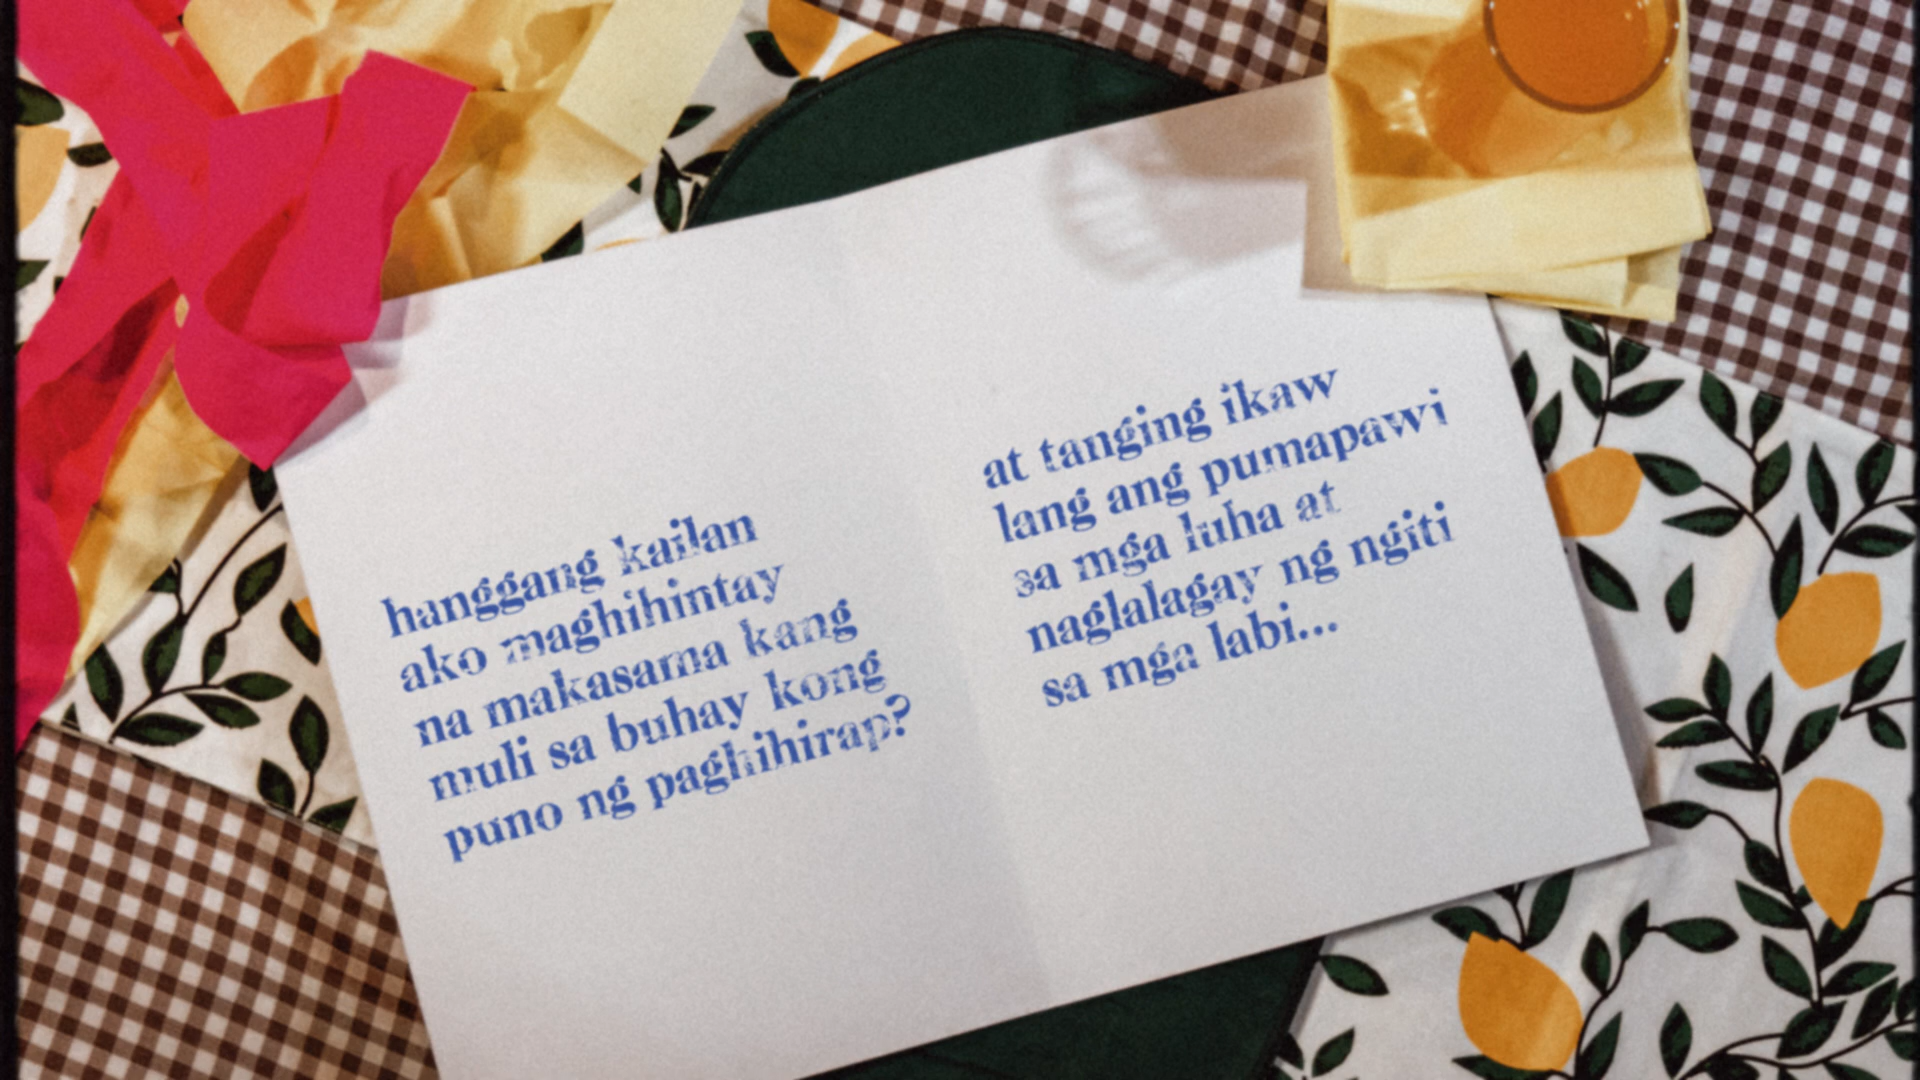 hanggang kailan
ako maghihintay
na makasama kang
muli sa buhay kong
puno ng paghihirap?
at tanging ikaw
lang ang pumapawi
sa mga luha at
naglalagay ng ngiti
sa mga labi...